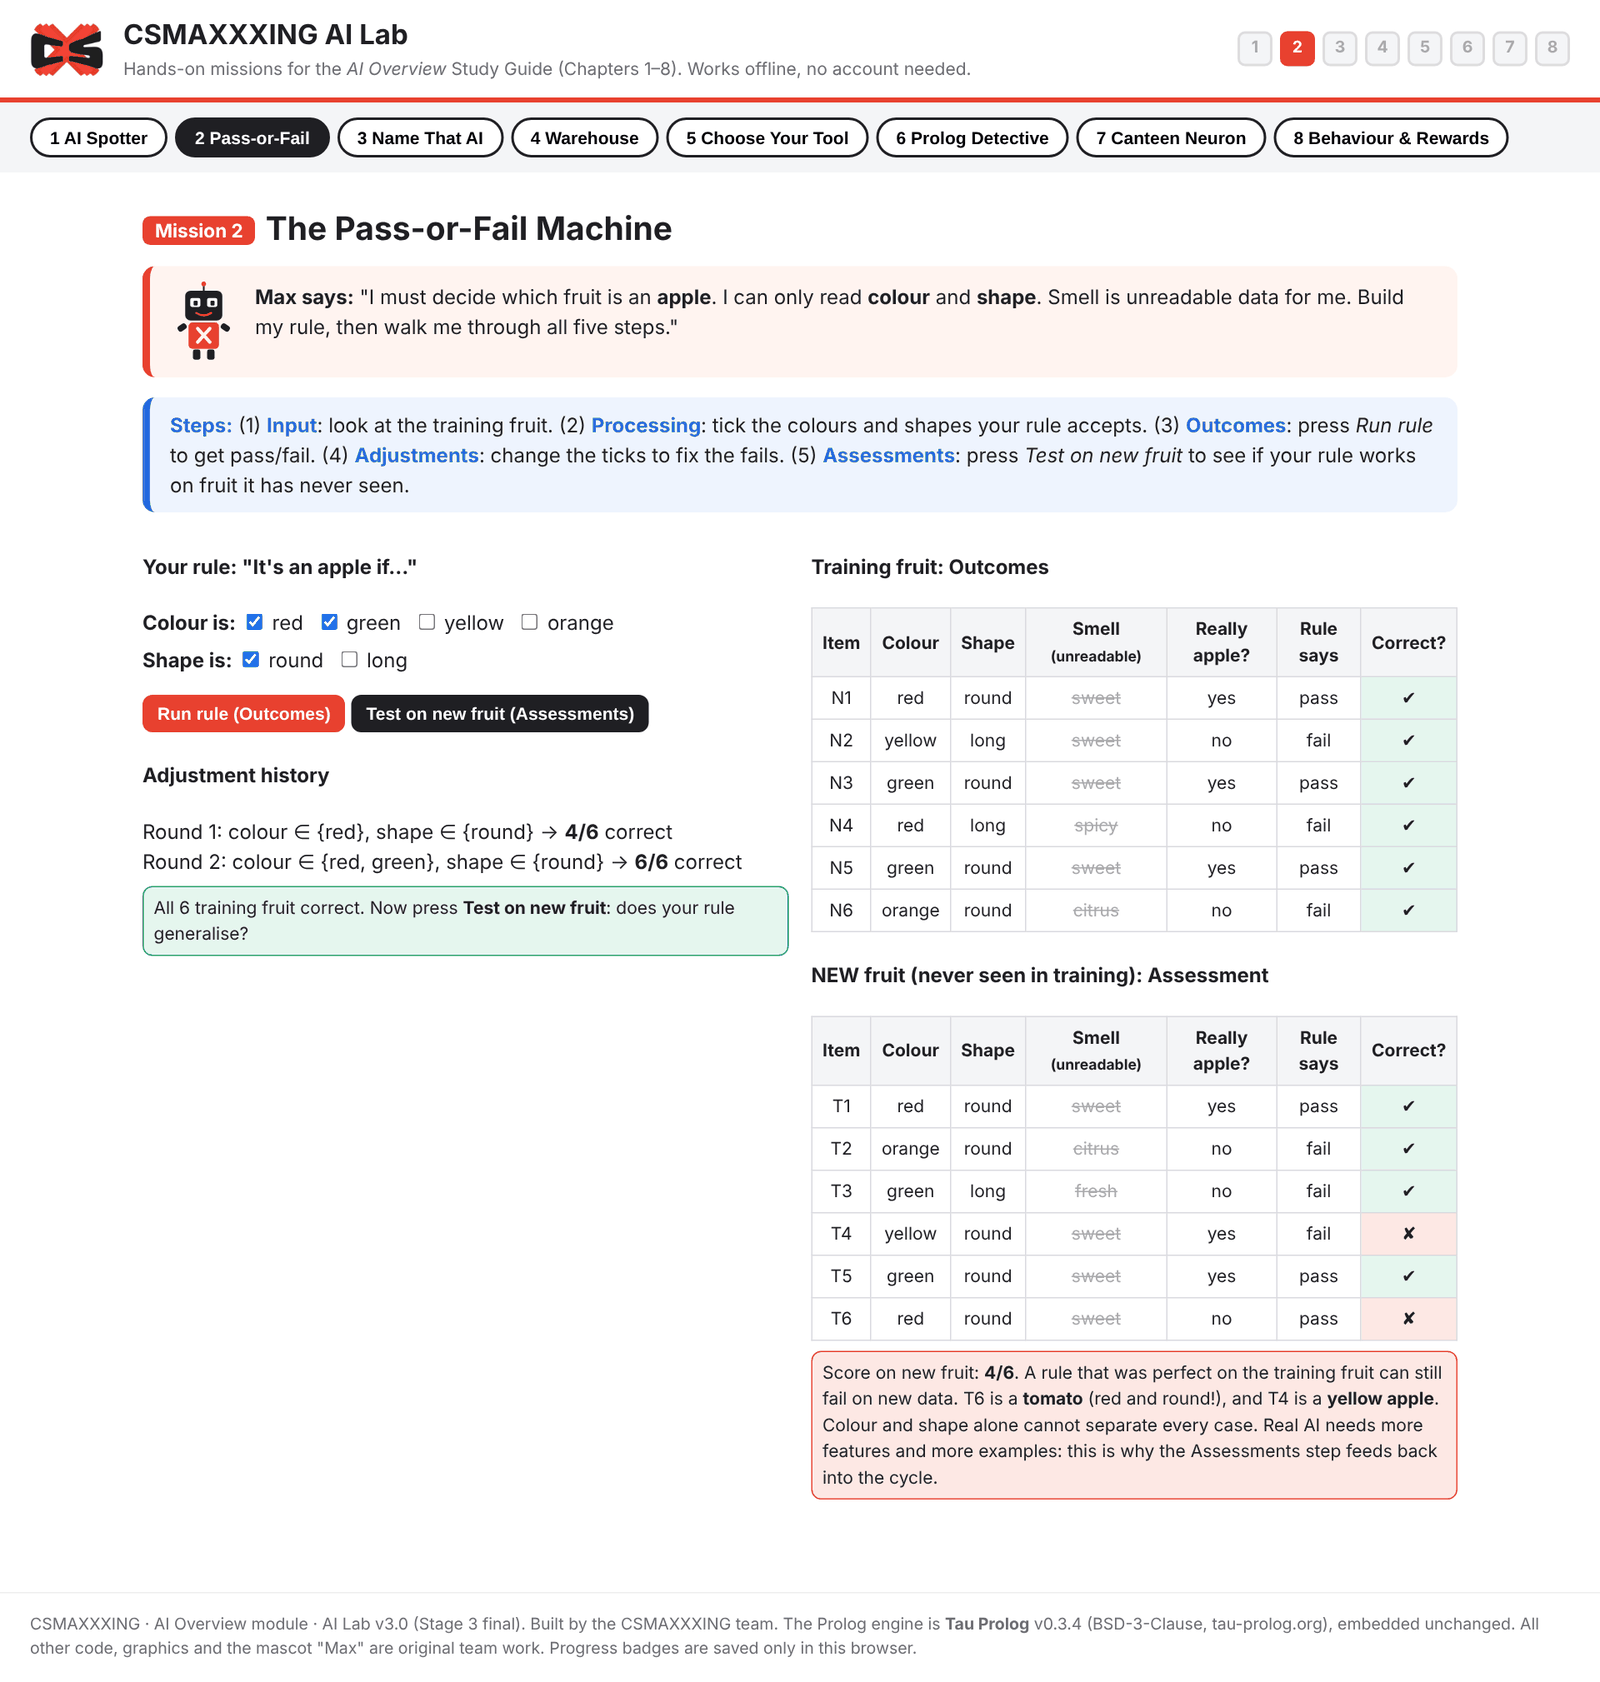 CS
CSMAXXXING AI Lab
Hands-on missions for the AI Overview Study Guide (Chapters 1–8). Works offline, no account needed.
1 2 3 4 5 6 7 8
1 AI Spotter 2 Pass-or-Fail 3 Name That AI 4 Warehouse 5 Choose Your Tool 6 Prolog Detective 7 Canteen Neuron 8 Behaviour & Rewards
Mission 2 The Pass-or-Fail Machine
Max says: "I must decide which fruit is an apple. I can only read colour and shape. Smell is unreadable data for me. Build
my rule, then walk me through all five steps."
Steps: (1) Input: look at the training fruit. (2) Processing: tick the colours and shapes your rule accepts. (3) Outcomes: press Run rule
to get pass/fail. (4) Adjustments: change the ticks to fix the fails. (5) Assessments: press Test on new fruit to see if your rule works
on fruit it has never seen.
Your rule: "It's an apple if..."
Colour is: red green yellow orange
Shape is: round long
Run rule (Outcomes) Test on new fruit (Assessments)
Adjustment history
Round 1: colour ∈ {red}, shape ∈ {round} → 4/6 correct
Round 2: colour ∈ {red, green}, shape ∈ {round} → 6/6 correct
All 6 training fruit correct. Now press Test on new fruit: does your rule
generalise?
Training fruit: Outcomes
Item Colour Shape Smell (unreadable) Really apple? Rule says Correct?
N1 red round sweet yes pass ✔
N2 yellow long sweet no fail ✔
N3 green round sweet yes pass ✔
N4 red long spicy no fail ✔
N5 green round sweet yes pass ✔
N6 orange round citrus no fail ✔
NEW fruit (never seen in training): Assessment
Item Colour Shape Smell (unreadable) Really apple? Rule says Correct?
T1 red round sweet yes pass ✔
T2 orange round citrus no fail ✔
T3 green long fresh no fail ✔
T4 yellow round sweet yes fail ✘
T5 green round sweet yes pass ✔
T6 red round sweet no pass ✘
Score on new fruit: 4/6. A rule that was perfect on the training fruit can still
fail on new data. T6 is a tomato (red and round!), and T4 is a yellow apple.
Colour and shape alone cannot separate every case. Real AI needs more
features and more examples: this is why the Assessments step feeds back
into the cycle.
CSMAXXXING · AI Overview module · AI Lab v3.0 (Stage 3 final). Built by the CSMAXXXING team. The Prolog engine is Tau Prolog v0.3.4 (BSD-3-Clause, tau-prolog.org), embedded unchanged. All
other code, graphics and the mascot "Max" are original team work. Progress badges are saved only in this browser.